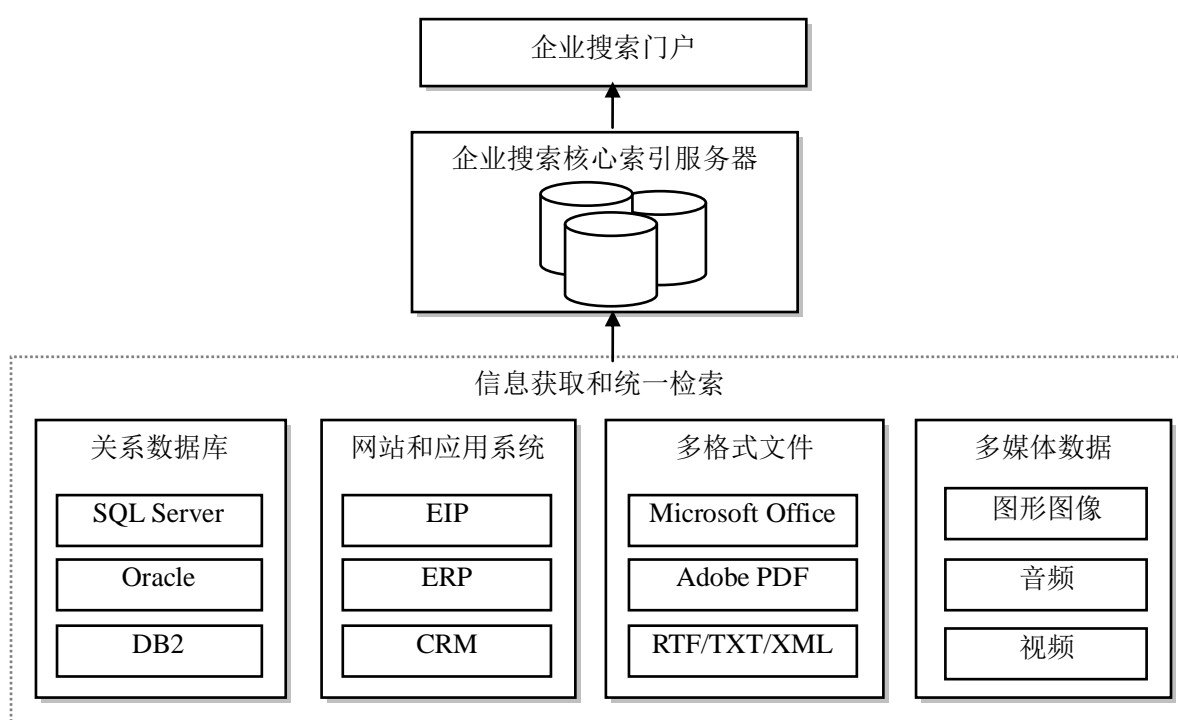 企业搜索门户
企业搜索核心索引服务器
信息获取和统一检索
关系数据库
SQL Server
Oracle
DB2
网站和应用系统
EIP
ERP
CRM
多格式文件
Microsoft Office
Adobe PDF
RTF/TXT/XML
多媒体数据
图形图像
音频
视频